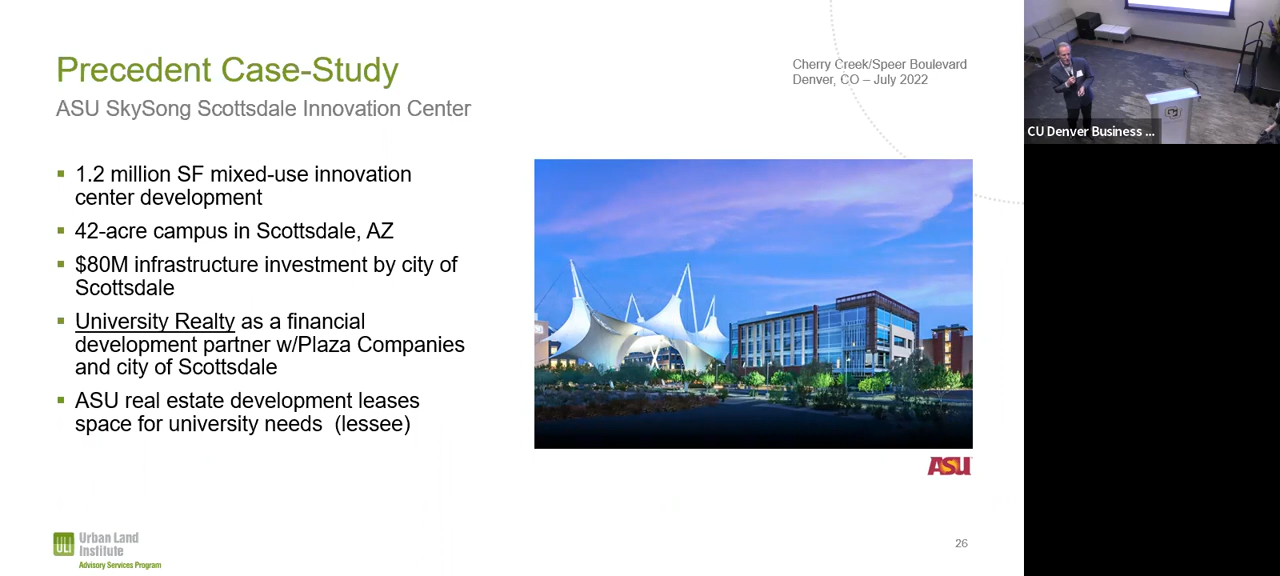 Precedent Case-Study
ASU SkySong Scottsdale Innovation Center
Cherry Creek/Speer Boulevard
Denver, CO – July 2022
▪ 1.2 million SF mixed-use innovation
center development
▪ 42-acre campus in Scottsdale, AZ
▪ $80M infrastructure investment by city of
Scottsdale
▪ University Realty as a financial
development partner w/Plaza Companies
and city of Scottsdale
▪ ASU real estate development leases
space for university needs (lessee)
ASU
ULI Urban Land
Institute
Advisory Services Program
26
CU Denver Business ...